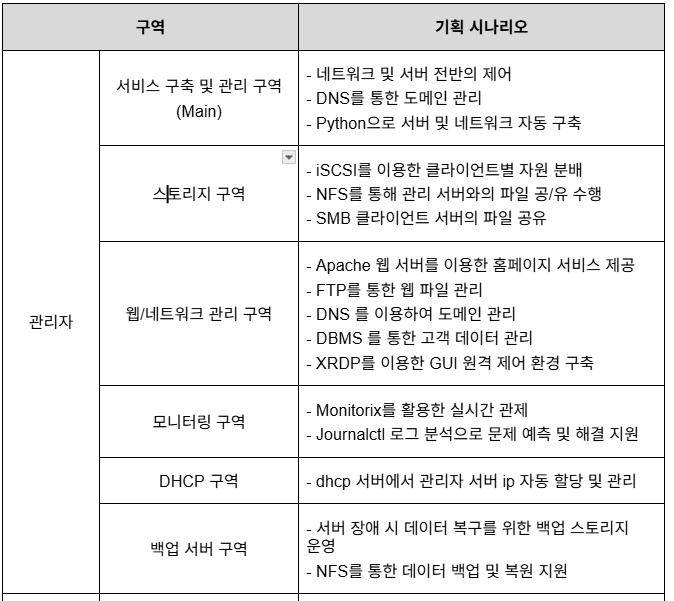 구역 기획 시나리오
관리자
서비스 구축 및 관리 구역
(Main)
- 네트워크 및 서버 전반의 제어
- DNS를 통한 도메인 관리
- Python으로 서버 및 네트워크 자동 구축
스토리지 구역
- iSCSI를 이용한 클라이언트별 자원 분배
- NFS를 통해 관리 서버와의 파일 공/유 수행
- SMB 클라이언트 서버의 파일 공유
웹/네트워크 관리 구역
- Apache 웹 서버를 이용한 홈페이지 서비스 제공
- FTP를 통한 웹 파일 관리
- DNS 를 이용하여 도메인 관리
- DBMS 를 통한 고객 데이터 관리
- XRDP를 이용한 GUI 원격 제어 환경 구축
모니터링 구역
- Monitorix를 활용한 실시간 관제
- Journalctl 로그 분석으로 문제 예측 및 해결 지원
DHCP 구역
- dhcp 서버에서 관리자 서버 ip 자동 할당 및 관리
백업 서버 구역
- 서버 장애 시 데이터 복구를 위한 백업 스토리지
운영
- NFS를 통한 데이터 백업 및 복원 지원